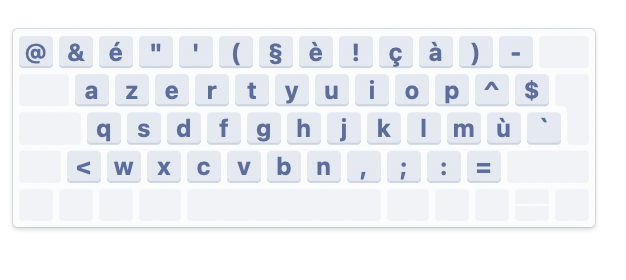 @ & é " ' ( § è ! ç à ) -
a z e r t y u i o p ^ $
q s d f g h j k l m ù `
< w x c v b n , ; : =